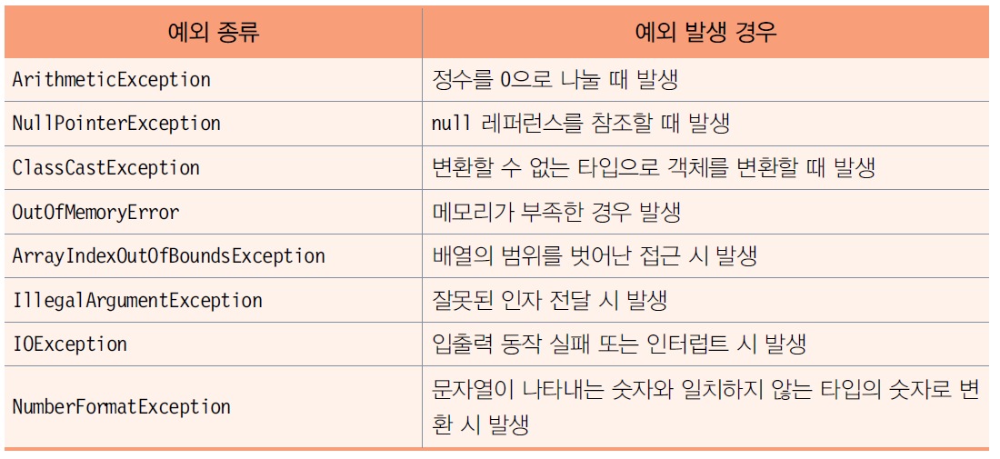 예외 종류 예외 발생 경우
ArithmeticException 정수를 0으로 나눌 때 발생
NullPointerException null 레퍼런스를 참조할 때 발생
ClassCastException 변환할 수 없는 타입으로 객체를 변환할 때 발생
OutOfMemoryError 메모리가 부족한 경우 발생
ArrayIndexOutOfBoundsException 배열의 범위를 벗어난 접근 시 발생
IllegalArgumentException 잘못된 인자 전달 시 발생
IOException 입출력 동작 실패 또는 인터럽트 시 발생
NumberFormatException 문자열이 나타내는 숫자와 일치하지 않는 타입의 숫자로 변
환 시 발생